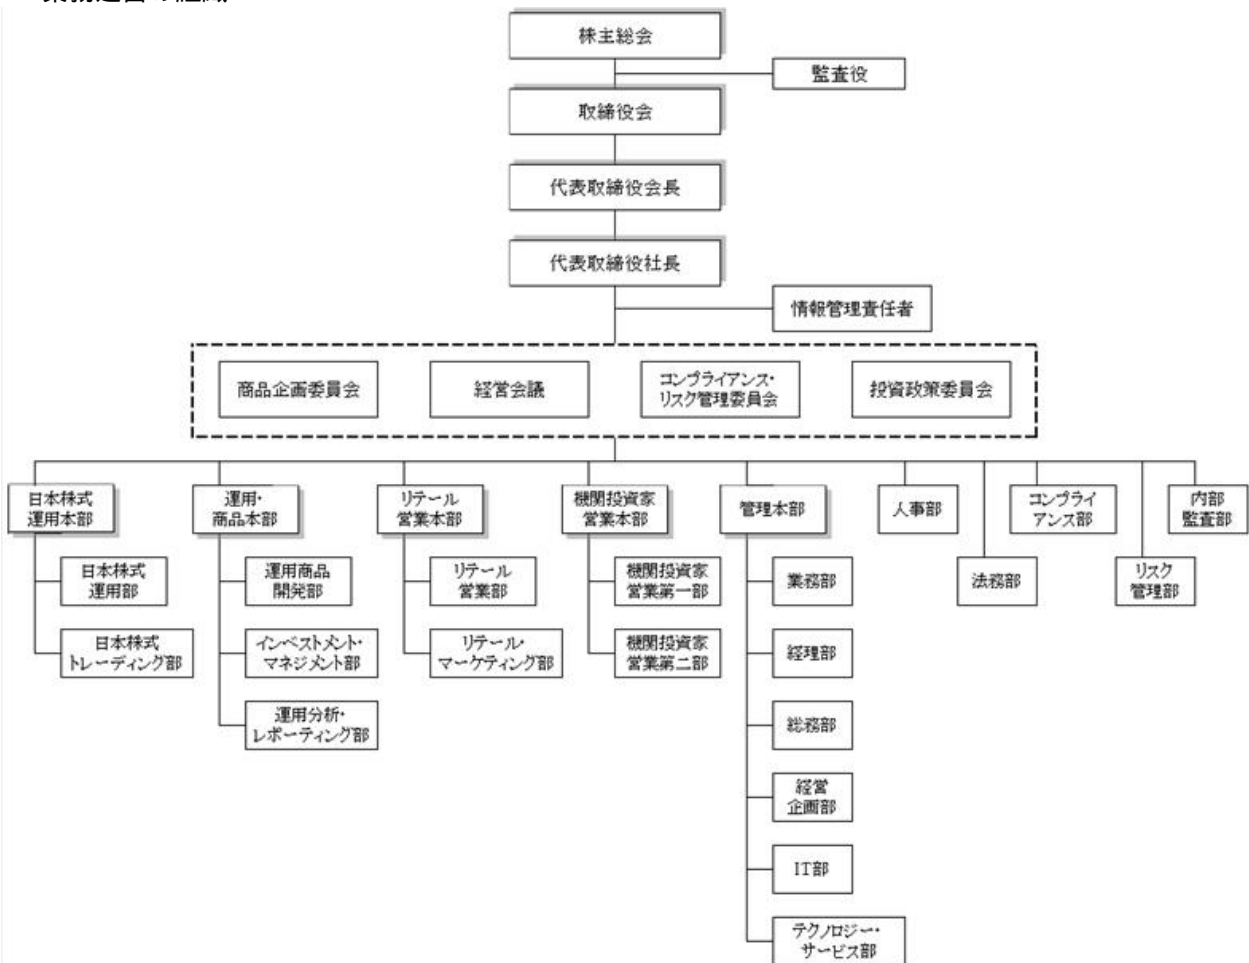 株主総会
監査役
取締役会
代表取締役会長
代表取締役社長
情報管理責任者
商品企画委員会
経営会議
コンプライアンス・
リスク管理委員会
投資政策委員会
日本株式
運用本部
運用・
商品本部
リテール
営業本部
機関投資家
営業本部
管理本部
人事部
コンプライ
アンス部
内部
監査部
日本株式
運用部
運用商品
開発部
リテール
営業部
機関投資家
営業第一部
業務部
法務部
リスク
管理部
日本株式
トレーディング部
インベストメント・
マネジメント部
リテール・
マーケティング部
機関投資家
営業第二部
経理部
運用分析・
レポーティング部
総務部
経営
企画部
IT部
テクノロジー・
サービス部